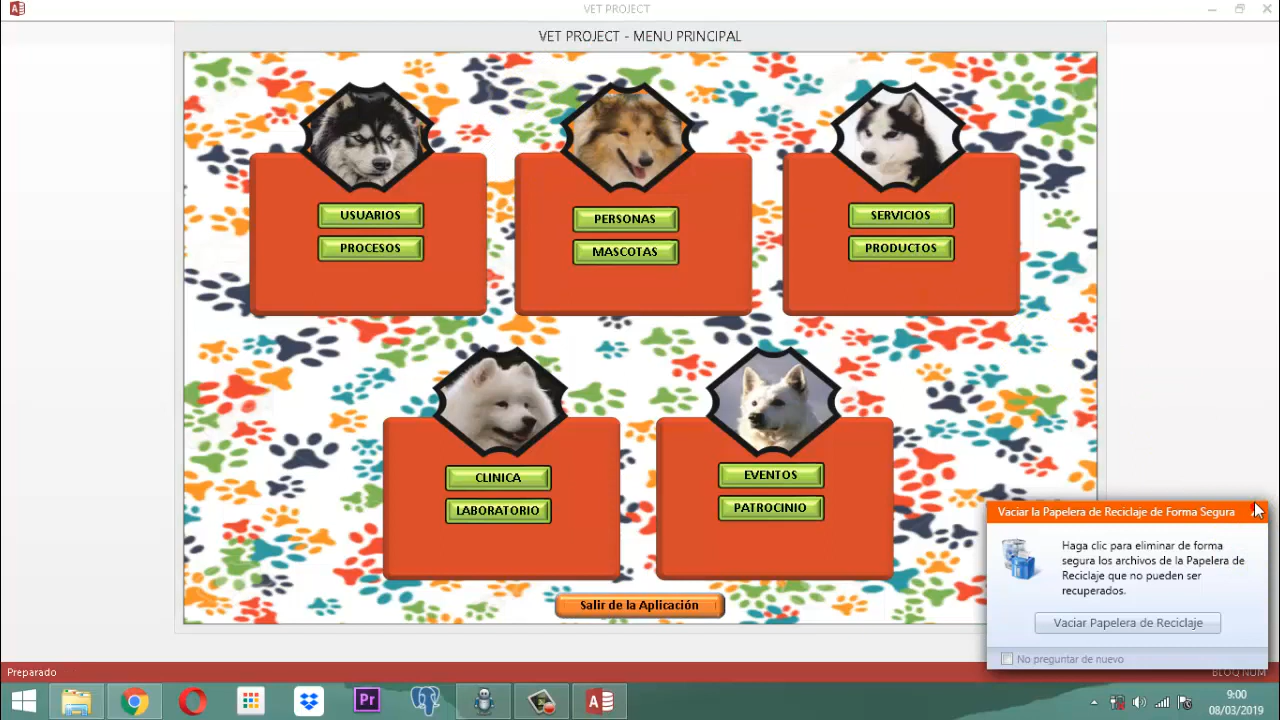 VET PROJECT
VET PROJECT - MENU PRINCIPAL
USUARIOS
PROCESOS
PERSONAS
MASCOTAS
SERVICIOS
PRODUCTOS
CLINICA
LABORATORIO
EVENTOS
PATROCINIO
Salir de la Aplicación
Vaciar la Papelera de Reciclaje de Forma Segura
Haga clic para eliminar de forma
segura los archivos de la Papelera de
Reciclaje que no pueden ser
recuperados.
Vaciar Papelera de Reciclaje
No preguntar de nuevo
Preparado
BLOQ NUM
Pr
9:00
08/03/2019